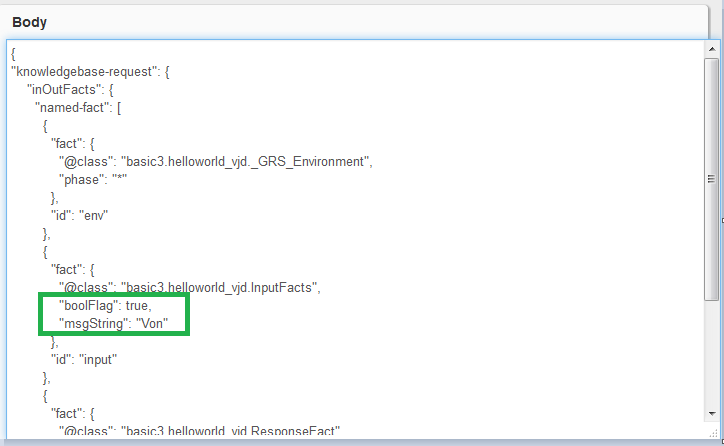 Body
{
"knowledgebase-request": {
"inOutFacts": {
"named-fact": [
{
"fact": {
"@class": "basic3.helloworld_vjd._GRS_Environment",
"phase": "*"
},
"id": "env"
},
{
"fact": {
"@class": "basic3.helloworld_vjd.InputFacts",
"boolFlag": true,
"msgString": "Von"
},
"id": "input"
},
{
"fact": {
"@class": "basic3.helloworld_vjd.ResponseFact"